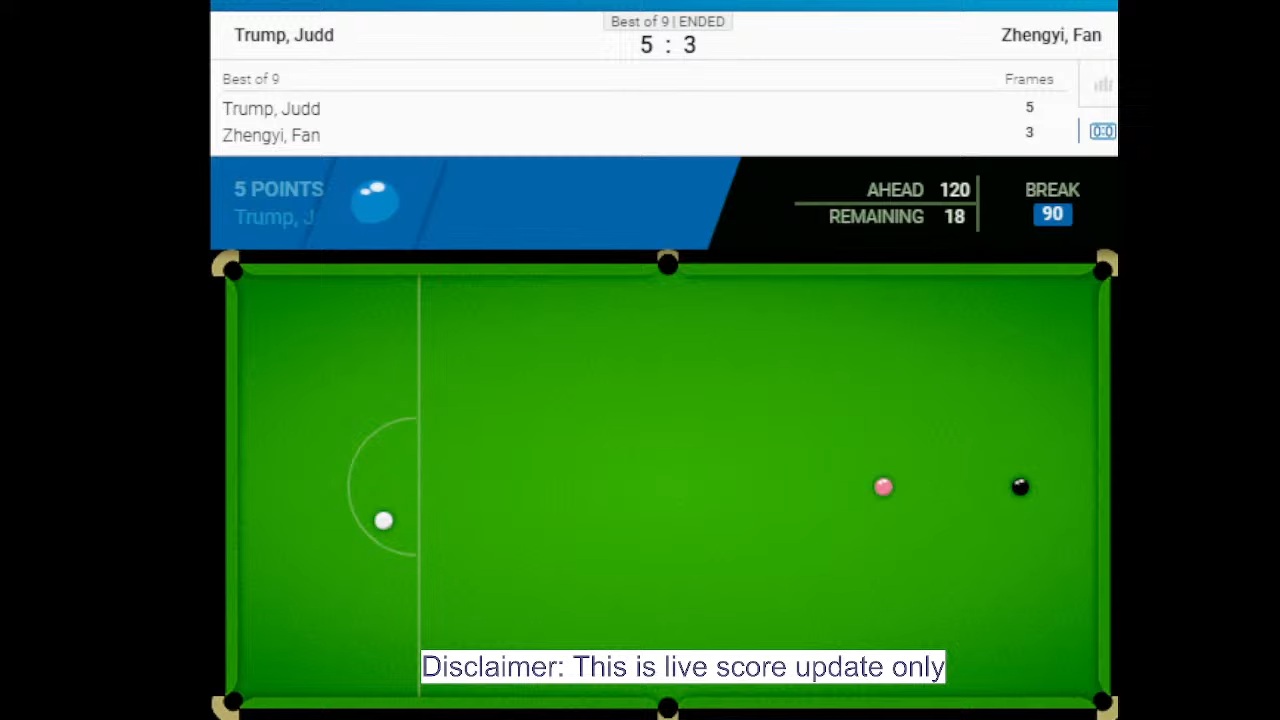 Trump, Judd
Best of 9 | ENDED
5 : 3
Zhengyi, Fan
Best of 9
Frames
Trump, Judd
5
Zhengyi, Fan
3
0:0
5 POINTS
Trump, J
AHEAD 120
REMAINING 18
BREAK
90
Disclaimer: This is live score update only